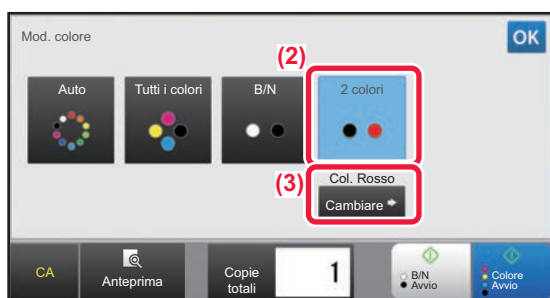 Mod. colore
OK
(2)
Auto
Tutti i colori
B/N
2 colori
(3)
Col. Rosso
Cambiare
CA
Anteprima
Copie
totali
1
B/N
Avvio
Colore
Avvio